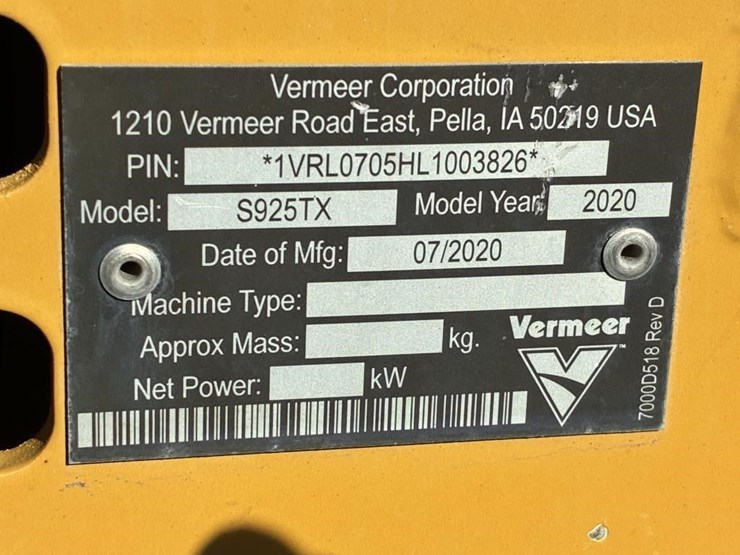 Vermeer Corporation
1210 Vermeer Road East, Pella, IA 50219 USA
PIN: *1VRL0705HL1003826*
Model: S925TX Model Year: 2020
Date of Mfg: 07/2020
Machine Type:
Approx Mass: kg.
Net Power: kW
Vermeer
™
7000D518 Rev D